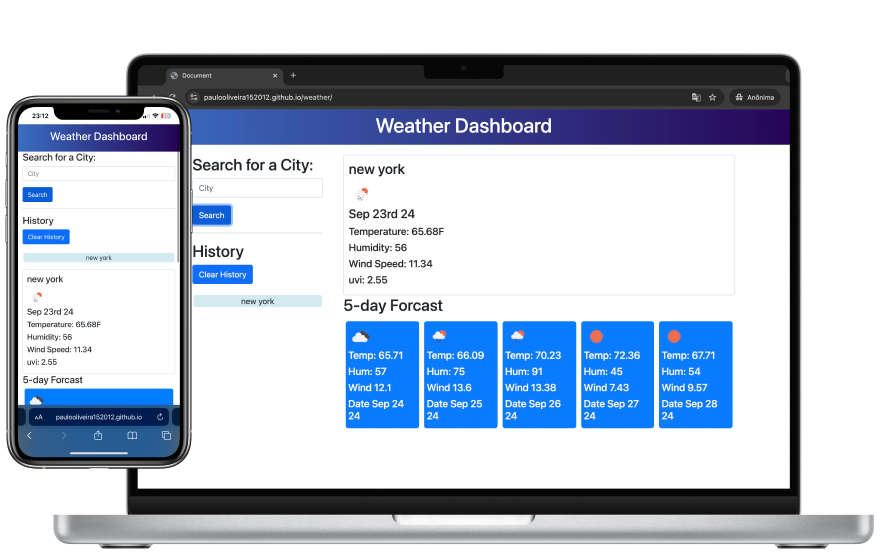 Document
paulooliveira152012.github.io/weather/
Anônima
Weather Dashboard
Search for a City:
City
Search
History
Clear History
new york
new york
Sep 23rd 24
Temperature: 65.68F
Humidity: 56
Wind Speed: 11.34
uvi: 2.55
5-day Forcast
Temp: 65.71
Hum: 57
Wind 12.1
Date Sep 24
24
Temp: 66.09
Hum: 75
Wind 13.6
Date Sep 25
24
Temp: 70.23
Hum: 91
Wind 13.38
Date Sep 26
24
Temp: 72.36
Hum: 45
Wind 7.43
Date Sep 27
24
Temp: 67.71
Hum: 54
Wind 9.57
Date Sep 28
24
23:12
Weather Dashboard
Search for a City:
City
Search
History
Clear History
new york
new york
Sep 23rd 24
Temperature: 65.68F
Humidity: 56
Wind Speed: 11.34
uvi: 2.55
5-day Forcast
AA
paulooliveira152012.github.io